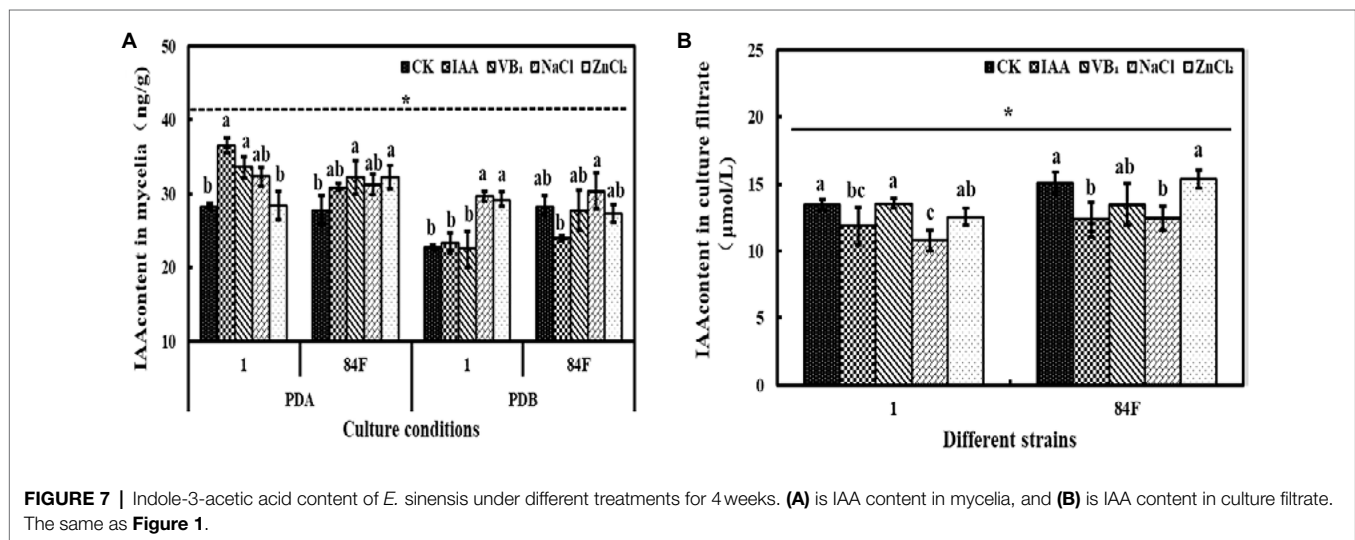 A
B
CK IAA VB₁ NaCl ZnCl₂
CK IAA VB₁ NaCl ZnCl₂
IAAcontent in mycelia（ng/g）
50
40
30
20
10
*
b a a ab b
b ab a ab a
b b b a a
ab b ab a ab
1 84F 1 84F
PDA PDB
Culture conditions
IAAcontent in culture filtrate
（μmol/L）
25
20
15
10
5
0
*
a bc a c ab
a b ab b a
1 84F
Different strains
FIGURE 7 | Indole-3-acetic acid content of E. sinensis under different treatments for 4 weeks. (A) is IAA content in mycelia, and (B) is IAA content in culture filtrate.
The same as Figure 1.